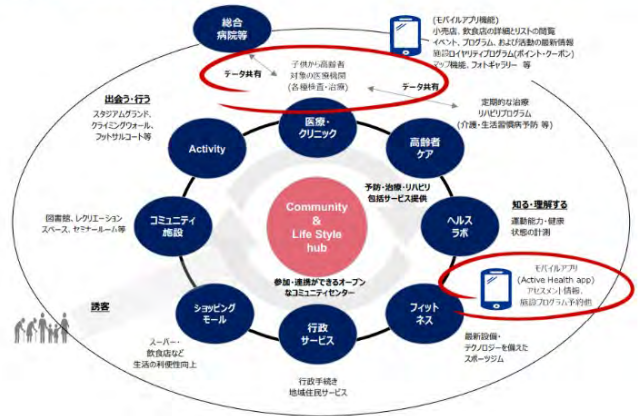 総合
病院等
(モバイルアプリ機能)
小売店、飲食店の詳細とリストの閲覧
イベント、プログラム、および活動の最新情報
施設ロイヤリティプログラム(ポイント・クーポン)
マップ機能、フォトギャラリー 等
データ共有
子供から高齢者
対象の医療機関
(各種検査・治療)
データ共有
出会う・行う
スタジアムグランド、
クライミングウォール、
フットサルコート等
定期的な治療
リハビリプログラム
(介護・生活習慣病予防 等)
医療・
クリニック
Activity
高齢者
ケア
予防・治療・リハビリ
包括サービス提供
知る・理解する
運動能力・健康
状態の計測
図書館、レクリエーション
スペース、セミナールーム等
コミュニティ
施設
Community
&
Life Style
hub
ヘルス
ラボ
参加・連携ができるオープン
なコミュニティセンター
モバイルアプリ
(Active Health app)
アセスメント情報、
施設プログラム予約他
誘客
ショッピング
モール
行政
サービス
フィット
ネス
スーパー・
飲食店など
生活の利便性向上
最新設備・
テクノロジーを備えた
スポーツジム
行政手続き
地域住民サービス